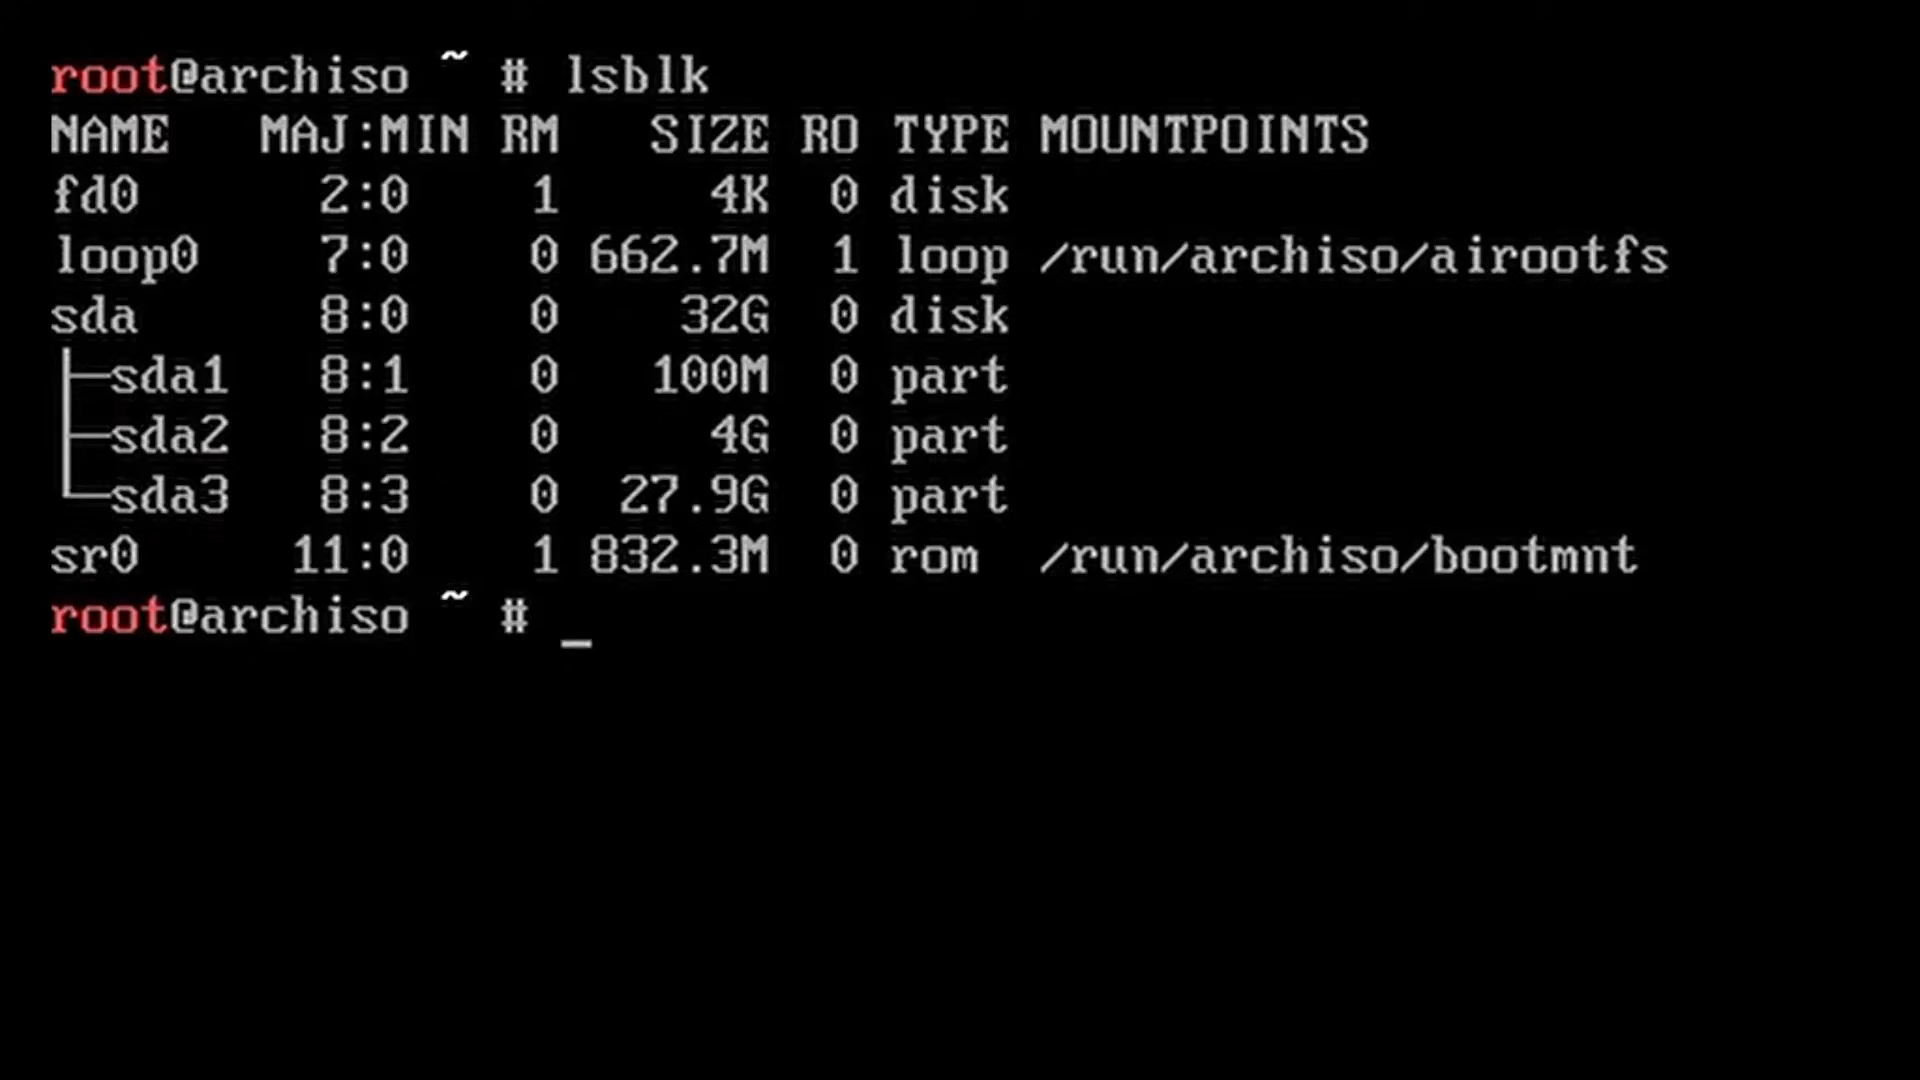 root@archiso ~ # lsblk
NAME   MAJ:MIN RM   SIZE RO TYPE MOUNTPOINTS
fd0      2:0    1     4K  0 disk
loop0    7:0    0 662.7M  1 loop /run/archiso/airootfs
sda      8:0    0    32G  0 disk
├─sda1   8:1    0   100M  0 part
├─sda2   8:2    0     4G  0 part
└─sda3   8:3    0  27.9G  0 part
sr0     11:0    1 832.3M  0 rom  /run/archiso/bootmnt
root@archiso ~ # _